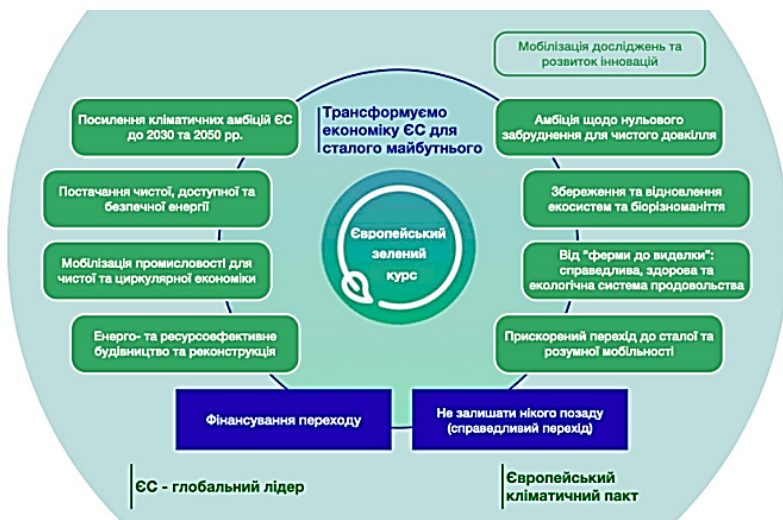 Мобілізація досліджень та
розвиток інновацій
Трансформуємо
економіку ЄС для
сталого майбутнього
Посилення кліматичних амбіцій ЄС
до 2030 та 2050 рр.
Амбіція щодо нульового
забруднення для чистого довкілля
Постачання чистої, доступної та
безпечної енергії
Збереження та відновлення
екосистем та біорізноманіття
Європейський
зелений
курс
Мобілізація промисловості для
чистої та циркулярної економіки
Від "ферми до виделки":
справедлива, здорова та
екологічна система продовольства
Енерго- та ресурсоефективне
будівництво та реконструкція
Прискорений перехід до сталої та
розумної мобільності
Фінансування переходу
Не залишати нікого позаду
(справедливий перехід)
ЄС - глобальний лідер
Європейський
кліматичний пакт